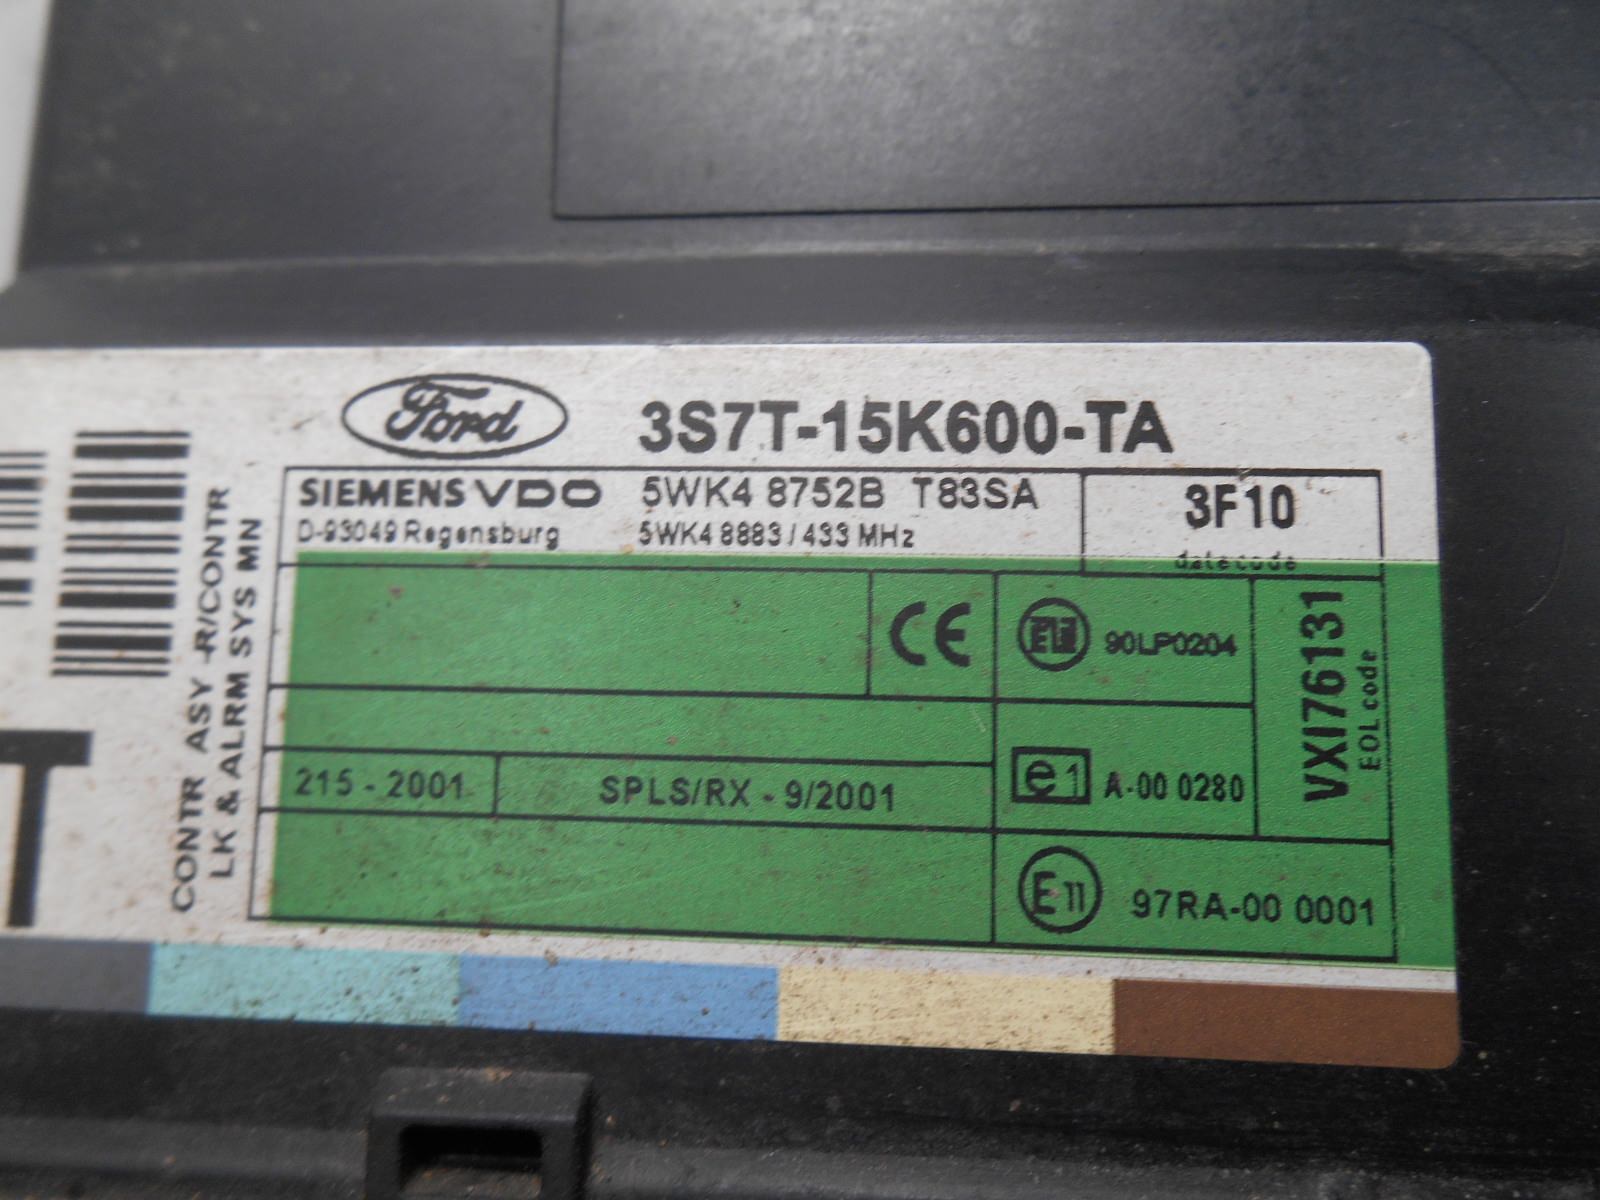 Ford 3S7T-15K600-TA
SIEMENS VDO 5WK4 8752B T83SA 3F10
D-93049 Regensburg 5WK4 8883 / 433 MHz
datecode
CE 90LP0204
215 - 2001 SPLS/RX - 9/2001 e1 A-00 0280
E11 97RA-00 0001
VXI76131
EOL code
CONTR ASY -R/CONTR
LK & ALRM SYS MN
T